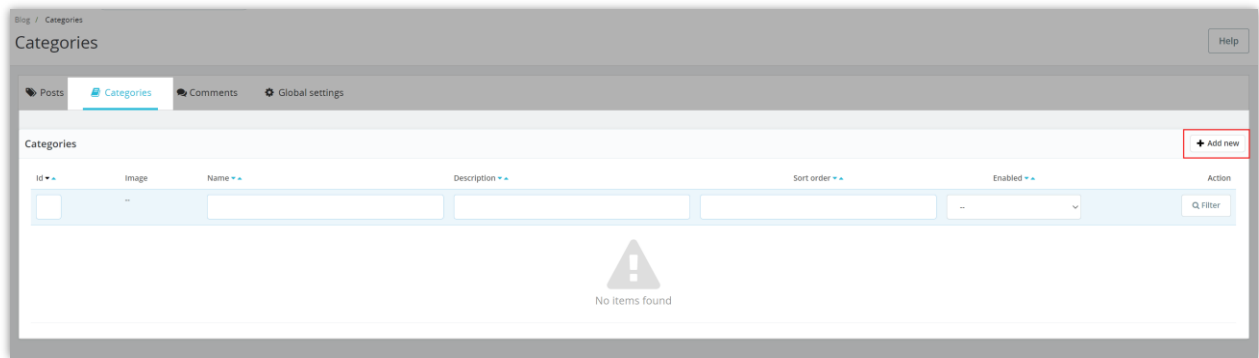 Blog / Categories
Categories
Help
Posts Categories Comments Global settings
Categories
Add new
Id Image Name Description Sort order Enabled Action
-- -- Filter
No items found